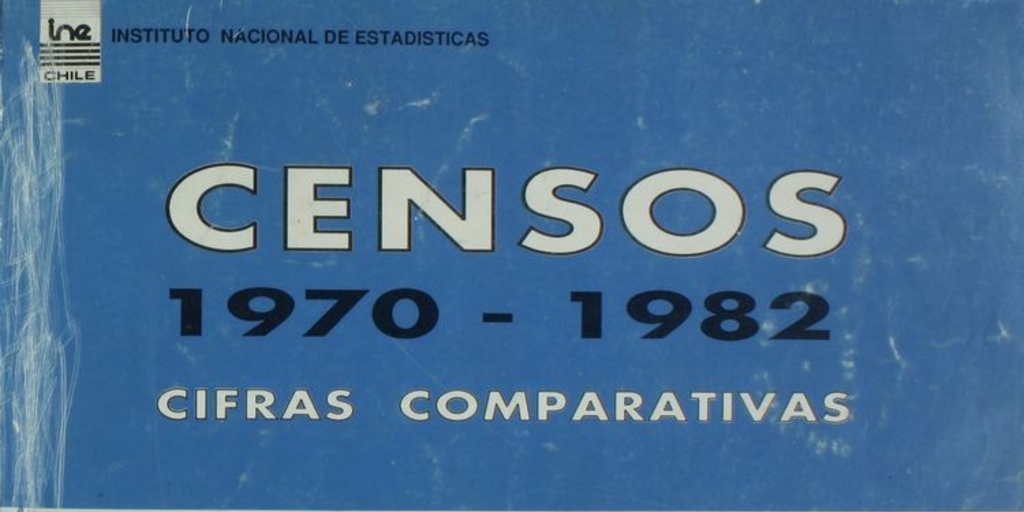 ine
CHILE
INSTITUTO NACIONAL DE ESTADISTICAS
CENSOS
1970 - 1982
CIFRAS COMPARATIVAS